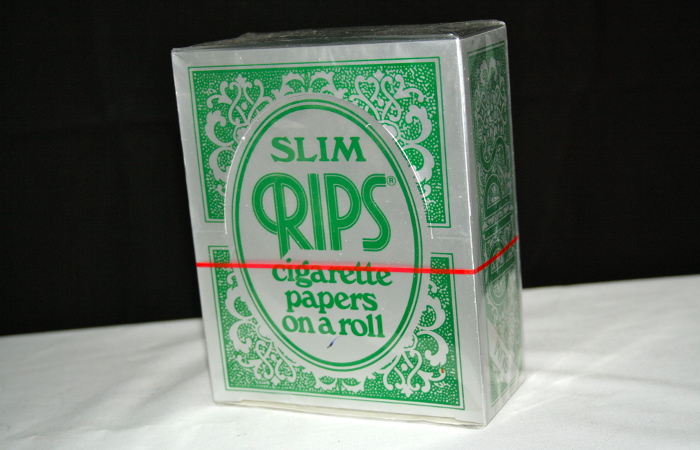 SLIM
RIPS®
cigarette
papers
on a roll